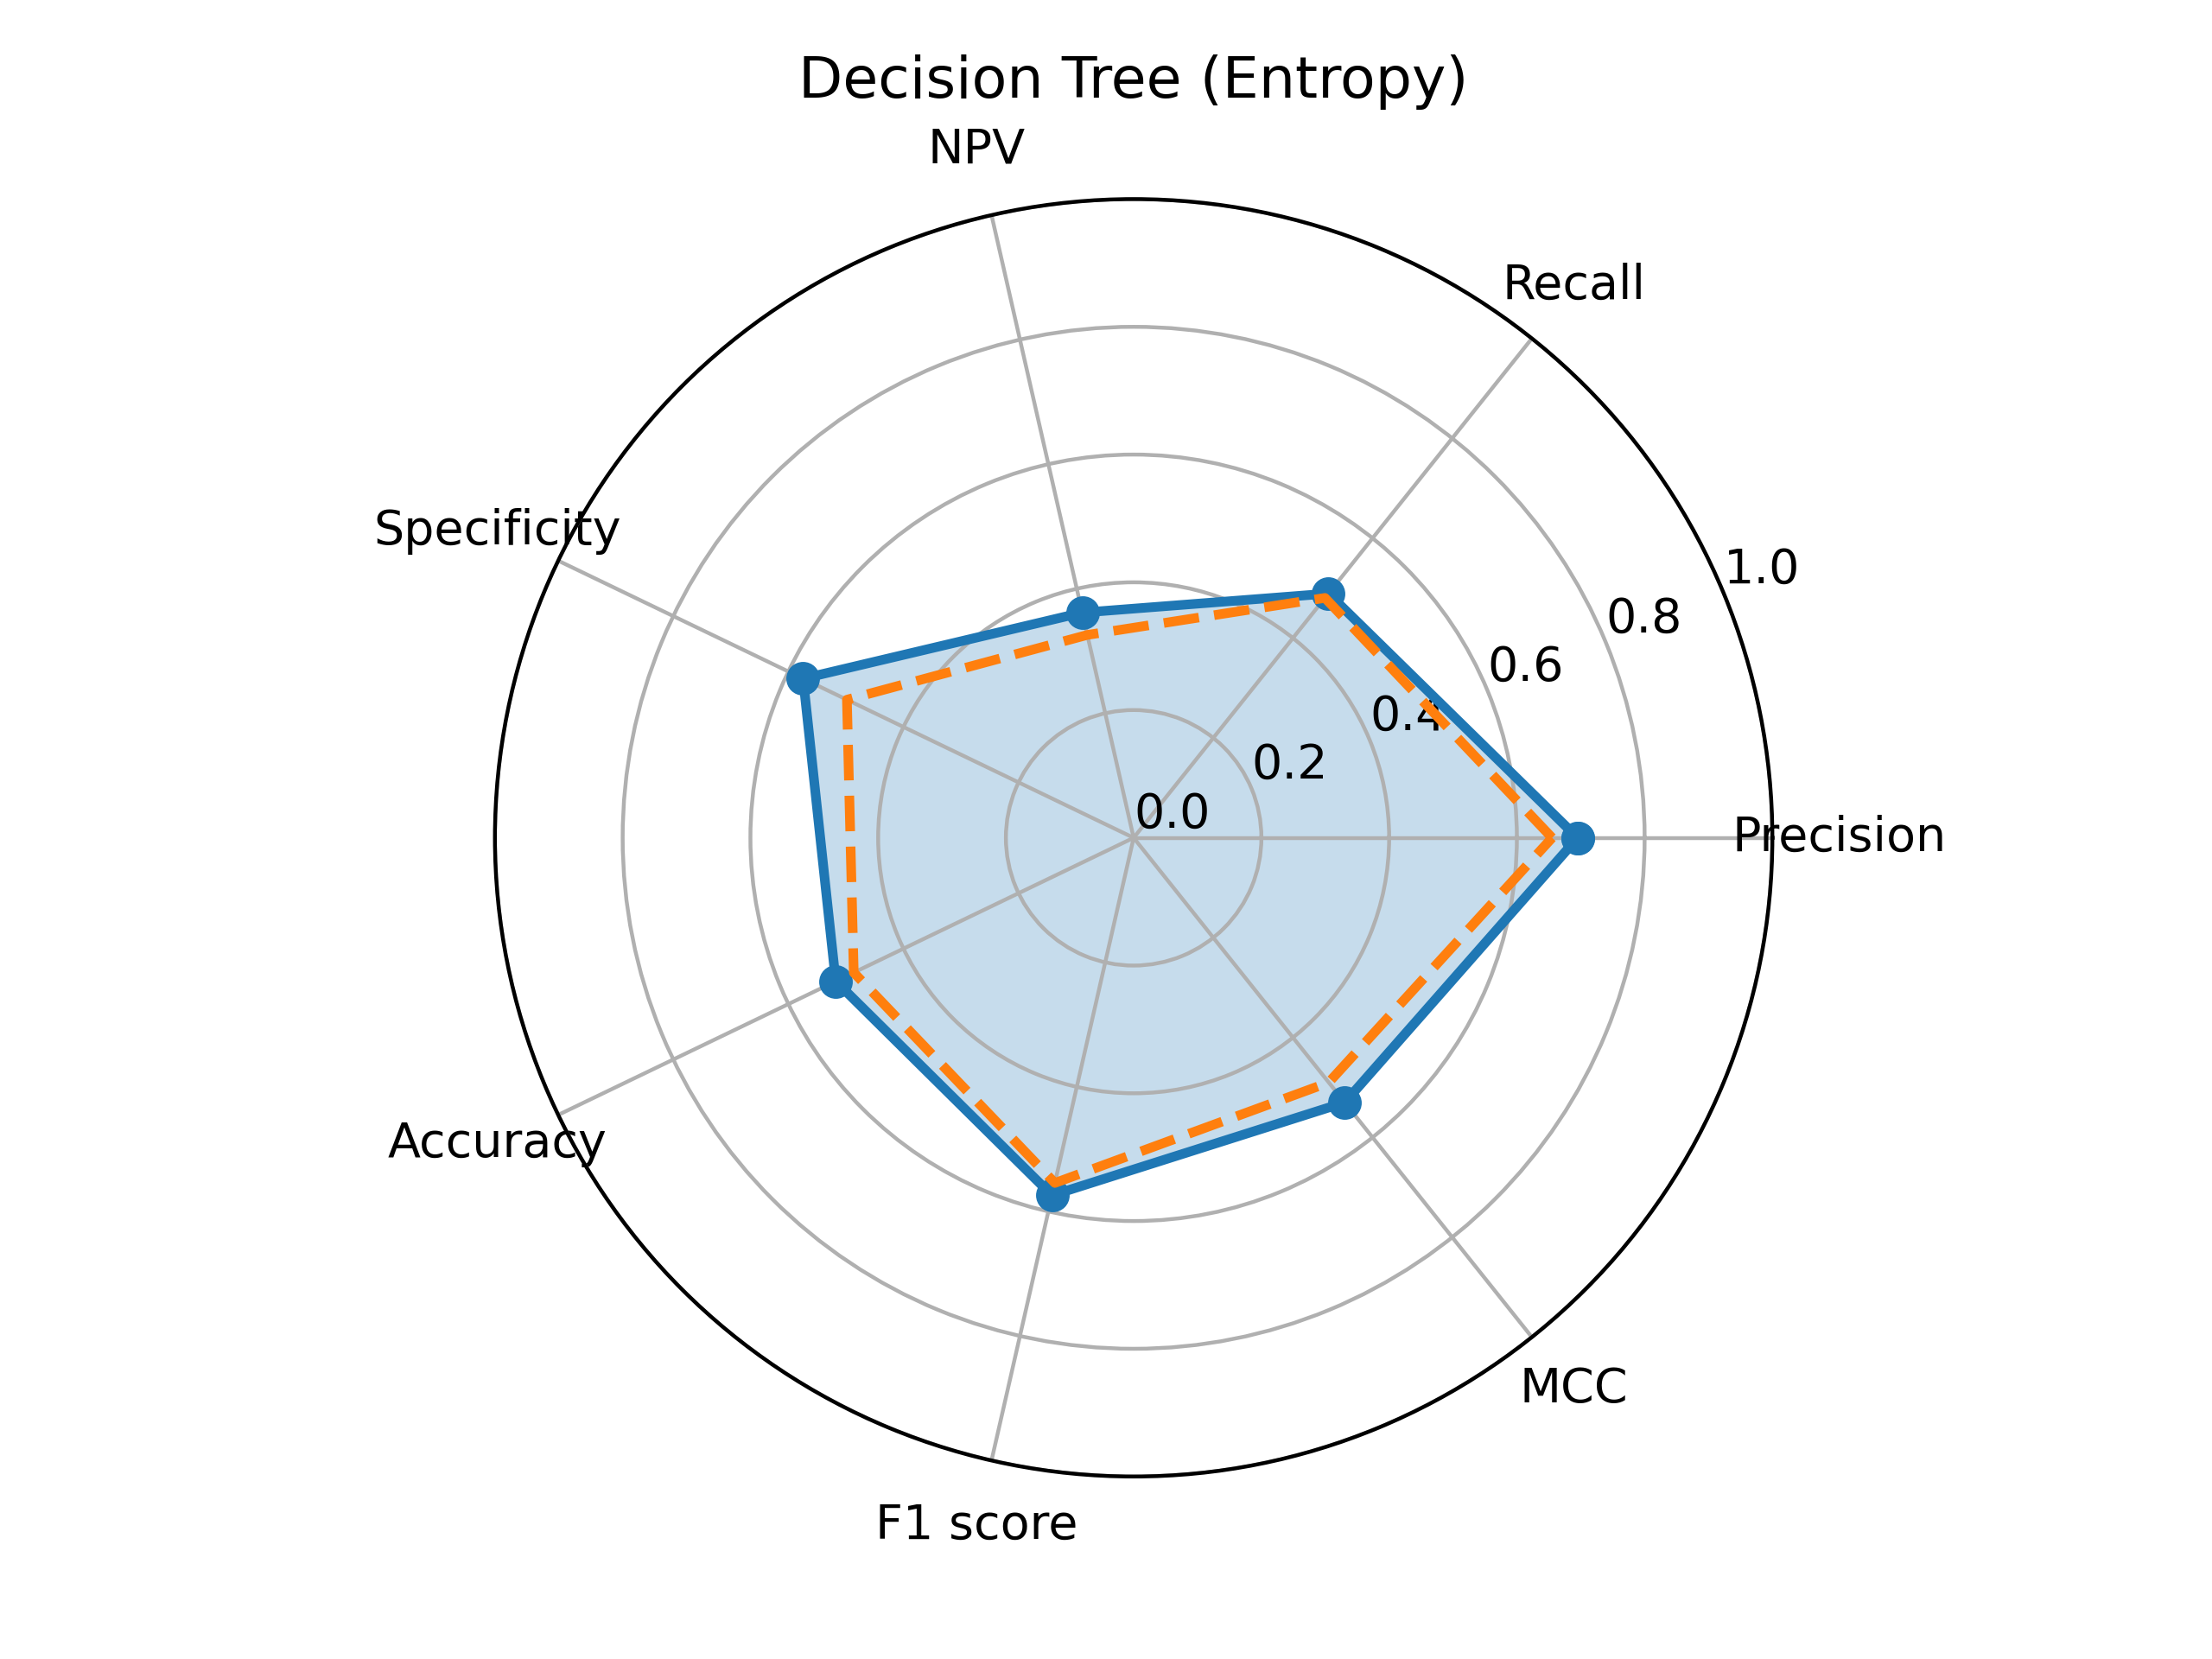 Decision Tree (Entropy)
NPV
Recall
Specificity
1.0
0.8
0.6
0.4
0.2
0.0
Precision
Accuracy
MCC
F1 score